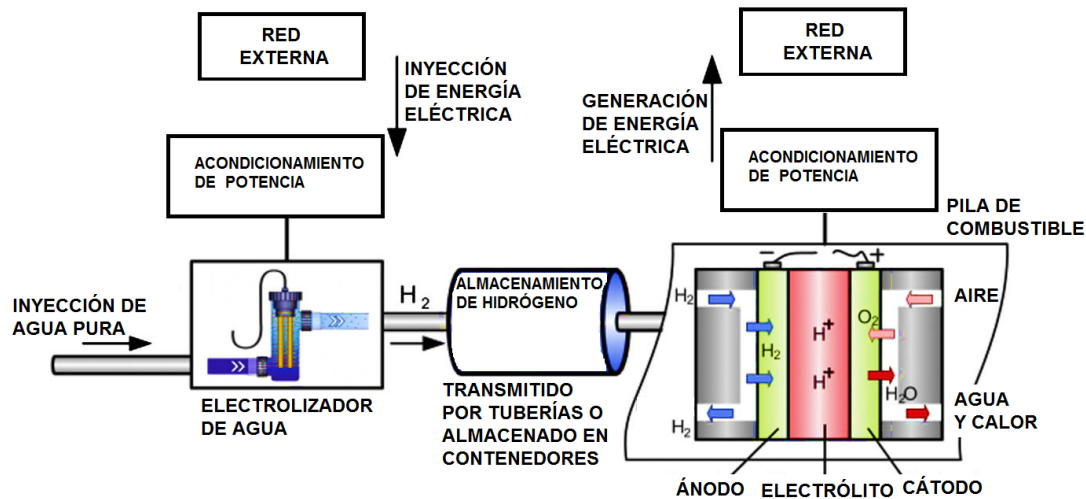 RED
EXTERNA
INYECCIÓN
DE ENERGÍA
ELÉCTRICA
ACONDICIONAMIENTO
DE POTENCIA
INYECCIÓN DE
AGUA PURA
ELECTROLIZADOR
DE AGUA
H2
ALMACENAMIENTO
DE HIDRÓGENO
TRANSMITIDO
POR TUBERÍAS O
ALMACENADO EN
CONTENEDORES
RED
EXTERNA
GENERACIÓN
DE ENERGÍA
ELÉCTRICA
ACONDICIONAMIENTO
DE POTENCIA
PILA DE
COMBUSTIBLE
− +
H2
AIRE
O2
H2
H+
H+
H2O
H2
AGUA
Y CALOR
ÁNODO
ELECTRÓLITO
CÁTODO